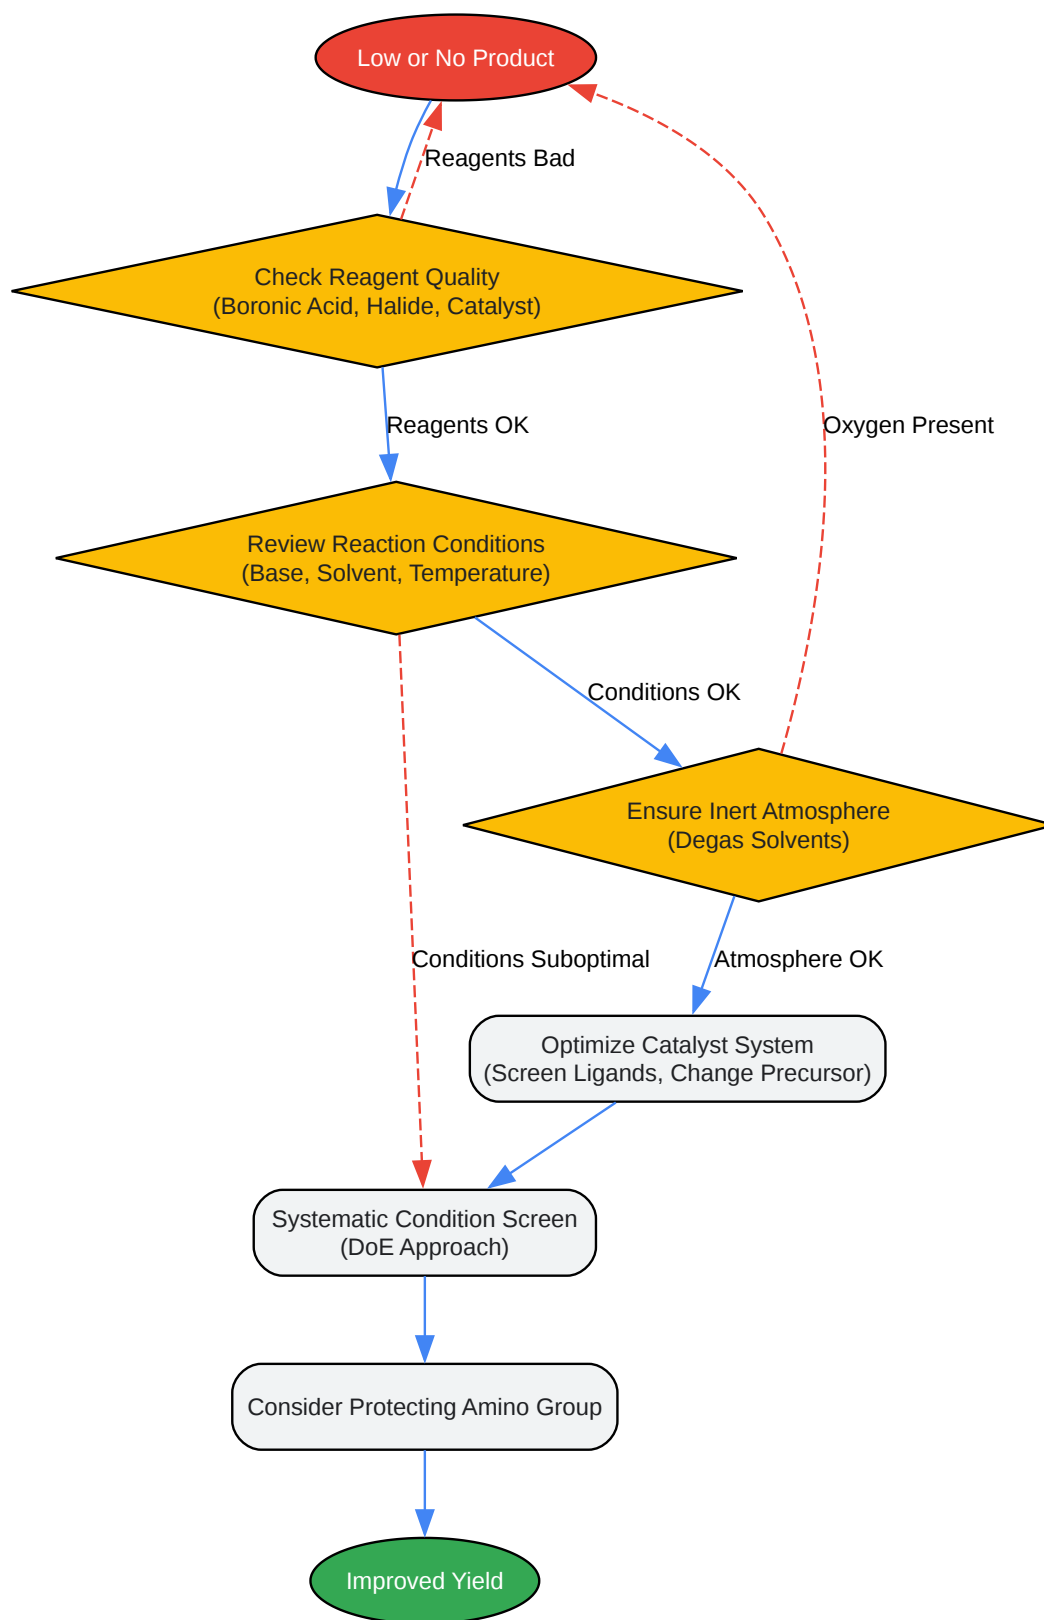 Low or No Product
Reagents Bad
Check Reagent Quality
(Boronic Acid, Halide, Catalyst)
Reagents OK
Oxygen Present
Review Reaction Conditions
(Base, Solvent, Temperature)
Conditions OK
Ensure Inert Atmosphere
(Degas Solvents)
Conditions Suboptimal
Atmosphere OK
Optimize Catalyst System
(Screen Ligands, Change Precursor)
Systematic Condition Screen
(DoE Approach)
Consider Protecting Amino Group
Improved Yield